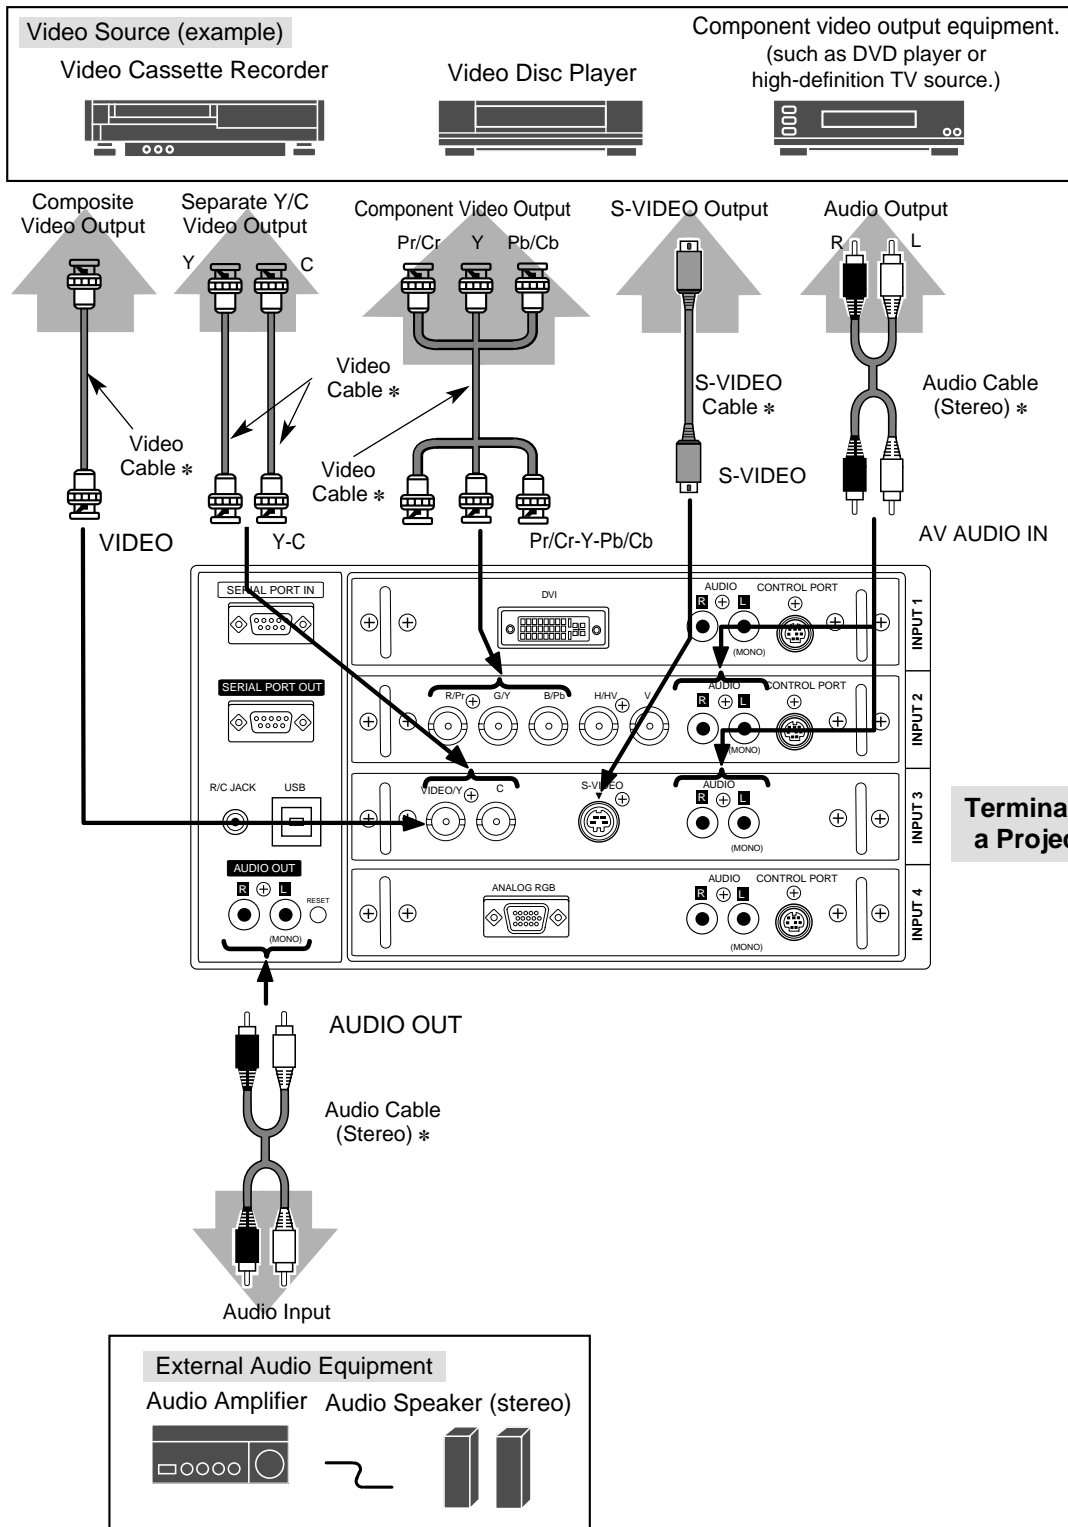 Video Source (example)
Video Cassette Recorder
Video Disc Player
Component video output equipment.
(such as DVD player or
high-definition TV source.)
Composite
Video Output
Separate Y/C
Video Output
Y
C
Component Video Output
Pr/Cr
Y
Pb/Cb
S-VIDEO Output
Audio Output
R
L
Video
Cable *
Video
Cable *
Video
Cable *
S-VIDEO
Cable *
Audio Cable
(Stereo) *
S-VIDEO
VIDEO
Y-C
Pr/Cr-Y-Pb/Cb
AV AUDIO IN
SERIAL PORT IN
DVI
AUDIO
R
L
(MONO)
CONTROL PORT
INPUT 1
SERIAL PORT OUT
R/Pr
G/Y
B/Pb
H/HV
V
AUDIO
R
L
(MONO)
CONTROL PORT
INPUT 2
R/C JACK
USB
VIDEO/Y
C
S-VIDEO
AUDIO
R
L
(MONO)
INPUT 3
AUDIO OUT
R
L
RESET
(MONO)
ANALOG RGB
AUDIO
R
L
(MONO)
CONTROL PORT
INPUT 4
a
AUDIO OUT
Audio Cable
(Stereo) *
Audio Input
External Audio Equipment
Audio Amplifier
Audio Speaker (stereo)